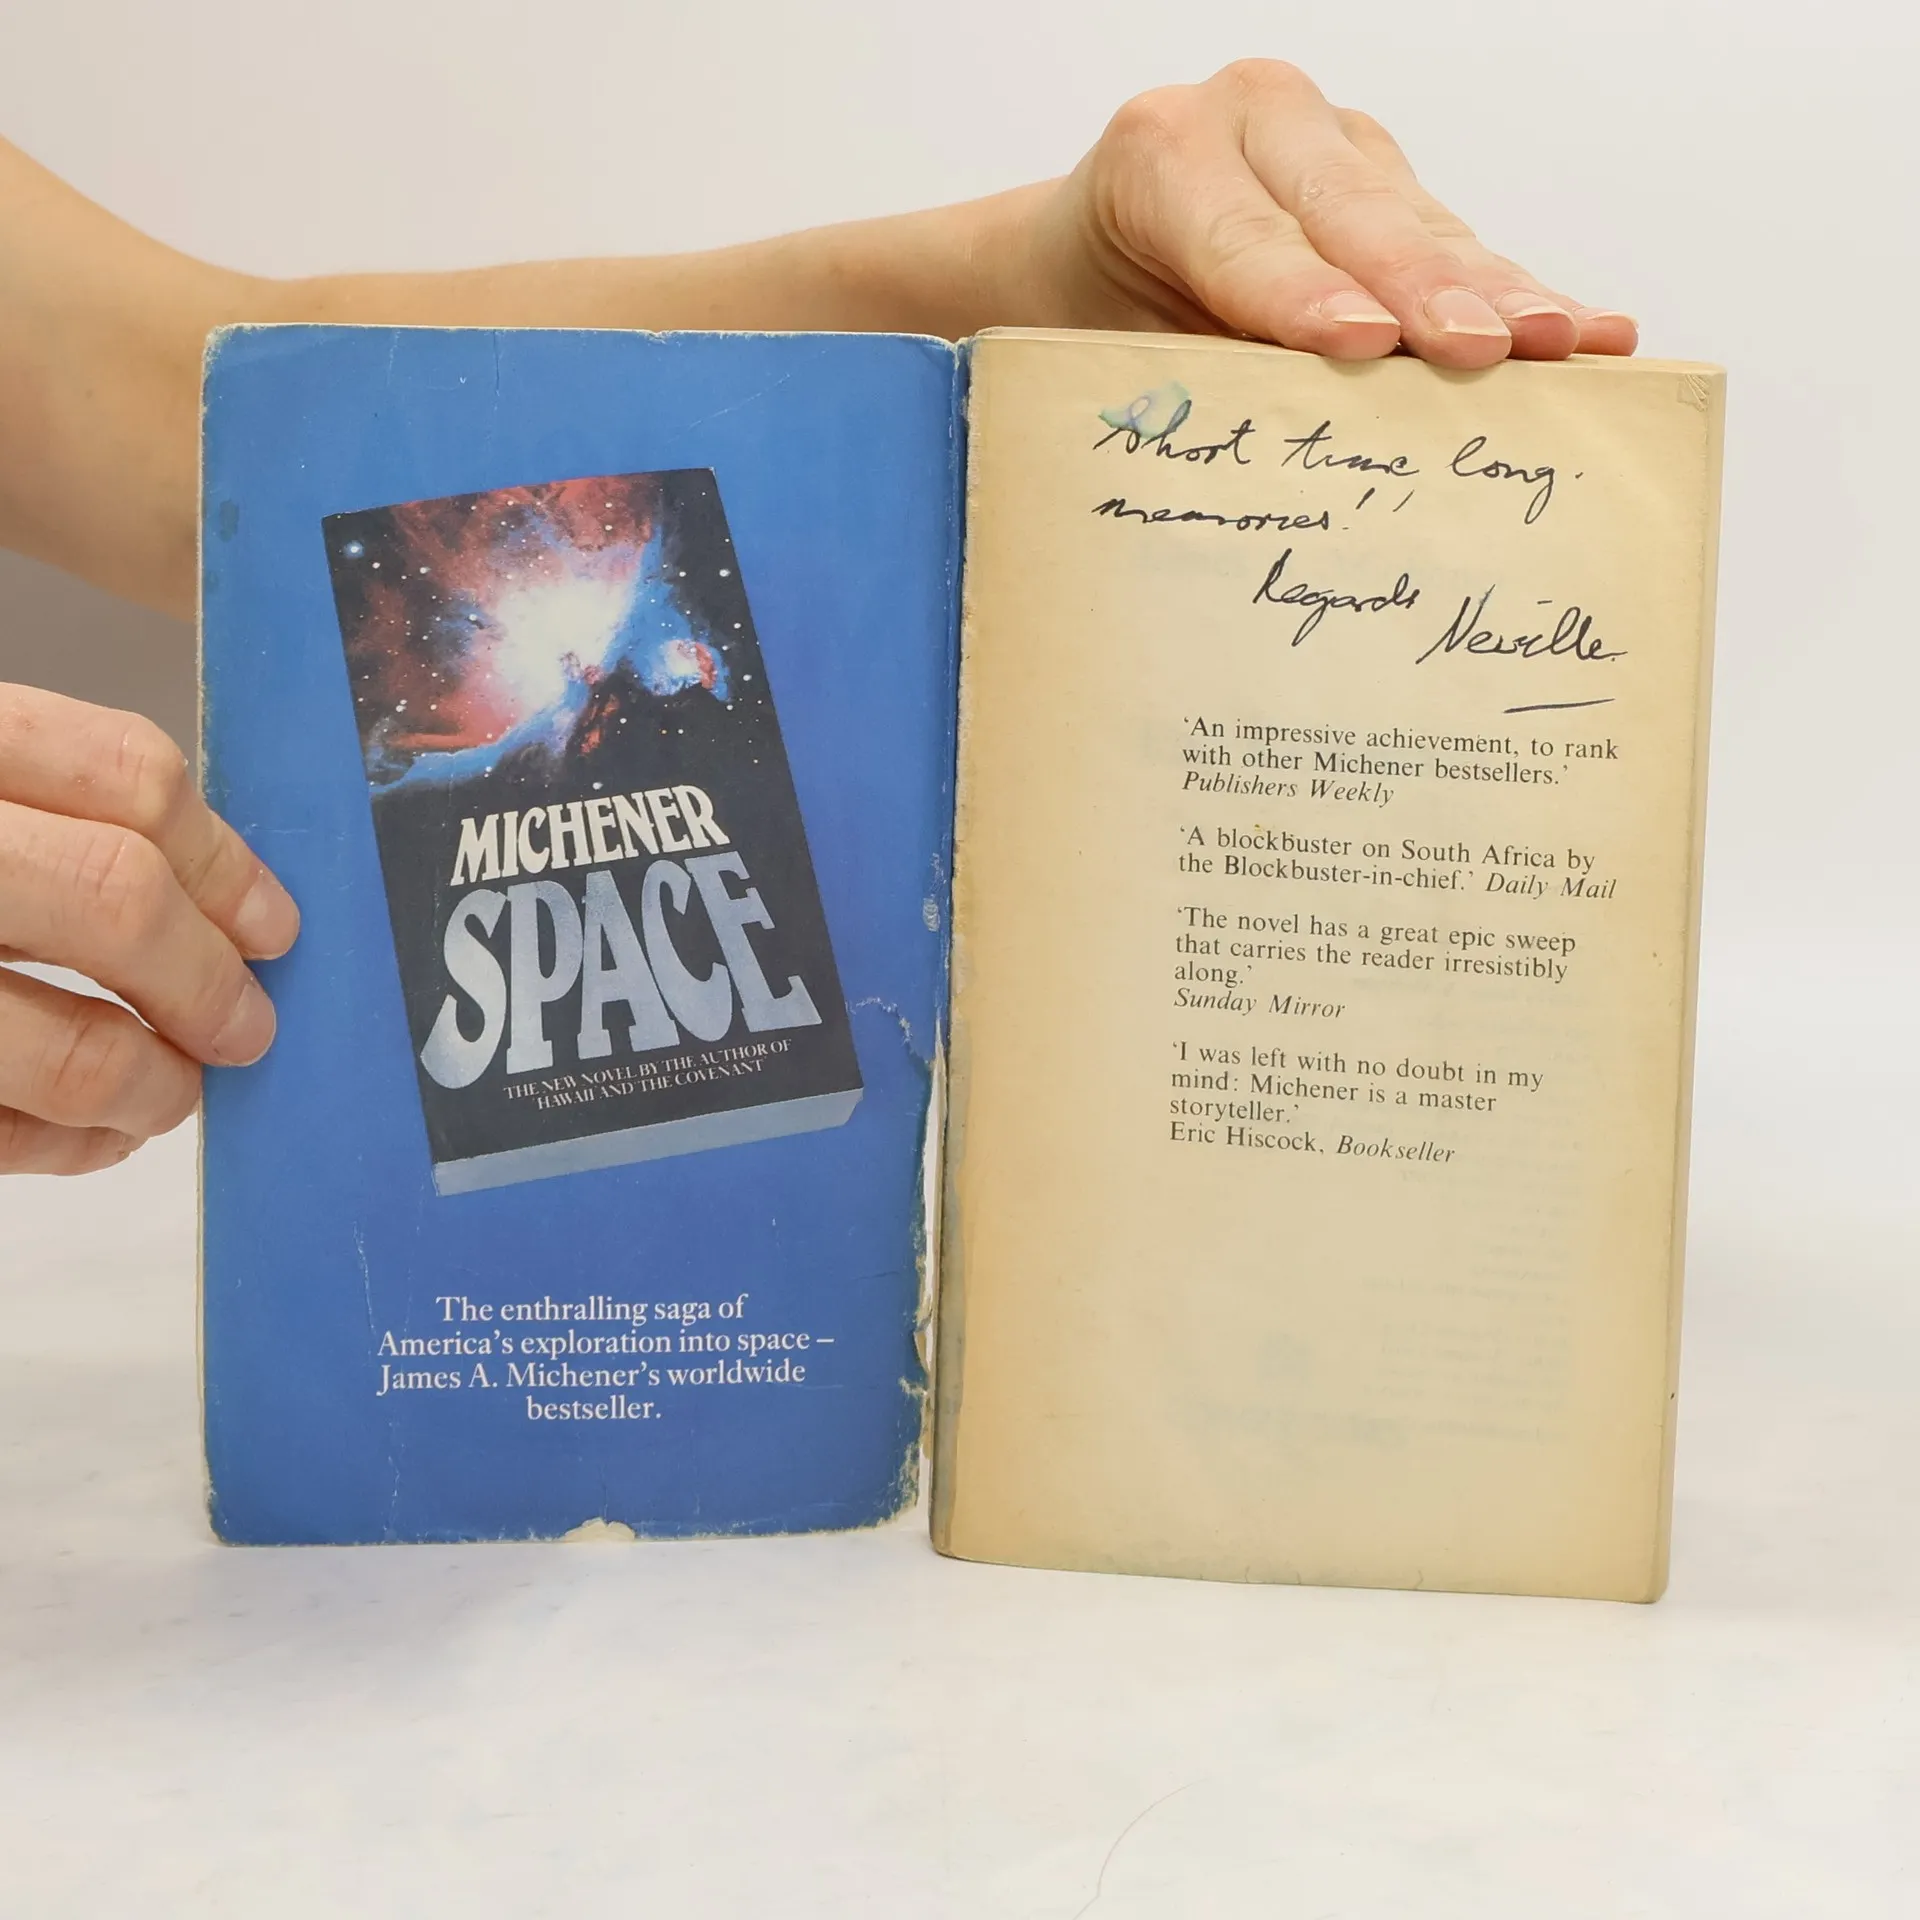 MICHENER
SPACE
THE NEW NOVEL BY THE AUTHOR OF
'HAWAII' AND 'THE COVENANT'
The enthralling saga of
America's exploration into space –
James A. Michener's worldwide
bestseller.
Short time long.
memories!'
Regards
Neville
'An impressive achievement, to rank
with other Michener bestsellers.'
Publishers Weekly
'A blockbuster on South Africa by
the Blockbuster-in-chief.' Daily Mail
'The novel has a great epic sweep
that carries the reader irresistibly
along.'
Sunday Mirror
'I was left with no doubt in my
mind: Michener is a master
storyteller.'
Eric Hiscock, Bookseller